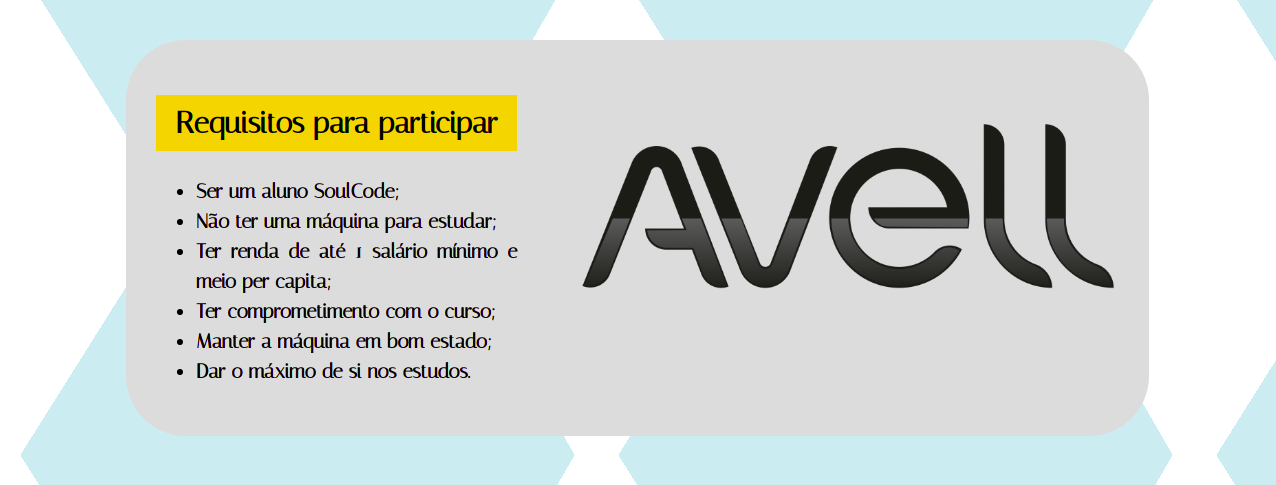 Requisitos para participar
• Ser um aluno SoulCode;
• Não ter uma máquina para estudar;
• Ter renda de até 1 salário mínimo e
meio per capita;
• Ter comprometimento com o curso;
• Manter a máquina em bom estado;
• Dar o máximo de si nos estudos.
Avell